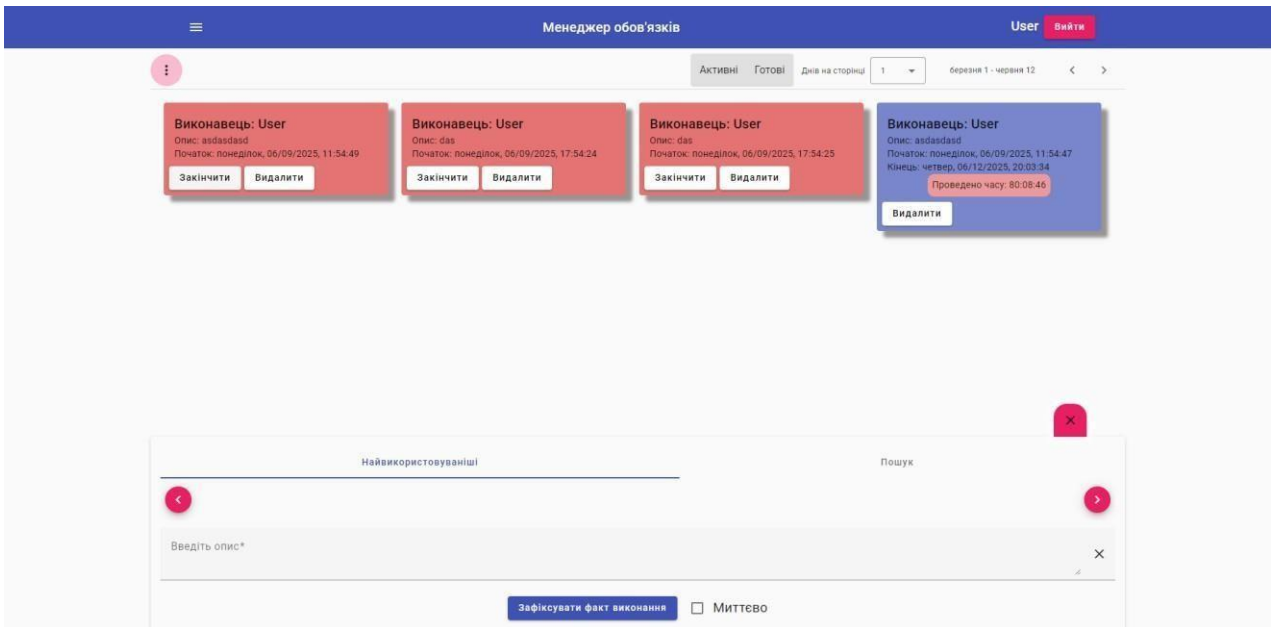 Менеджер обов'язків
User Вийти
Активні Готові Днів на сторінці 1 березня 1 - червня 12
Виконавець: User
Опис: asdasdasd
Початок: понеділок, 06/09/2025, 11:54:49
Закінчити Видалити
Виконавець: User
Опис: das
Початок: понеділок, 06/09/2025, 17:54:24
Закінчити Видалити
Виконавець: User
Опис: das
Початок: понеділок, 06/09/2025, 17:54:25
Закінчити Видалити
Виконавець: User
Опис: asdasdasd
Початок: понеділок, 06/09/2025, 11:54:47
Кінець: четвер, 06/12/2025, 20:03:34
Проведено часу: 80:08:46
Видалити
Найвикористовуваніші Пошук
Введіть опис*
Зафіксувати факт виконання Миттєво